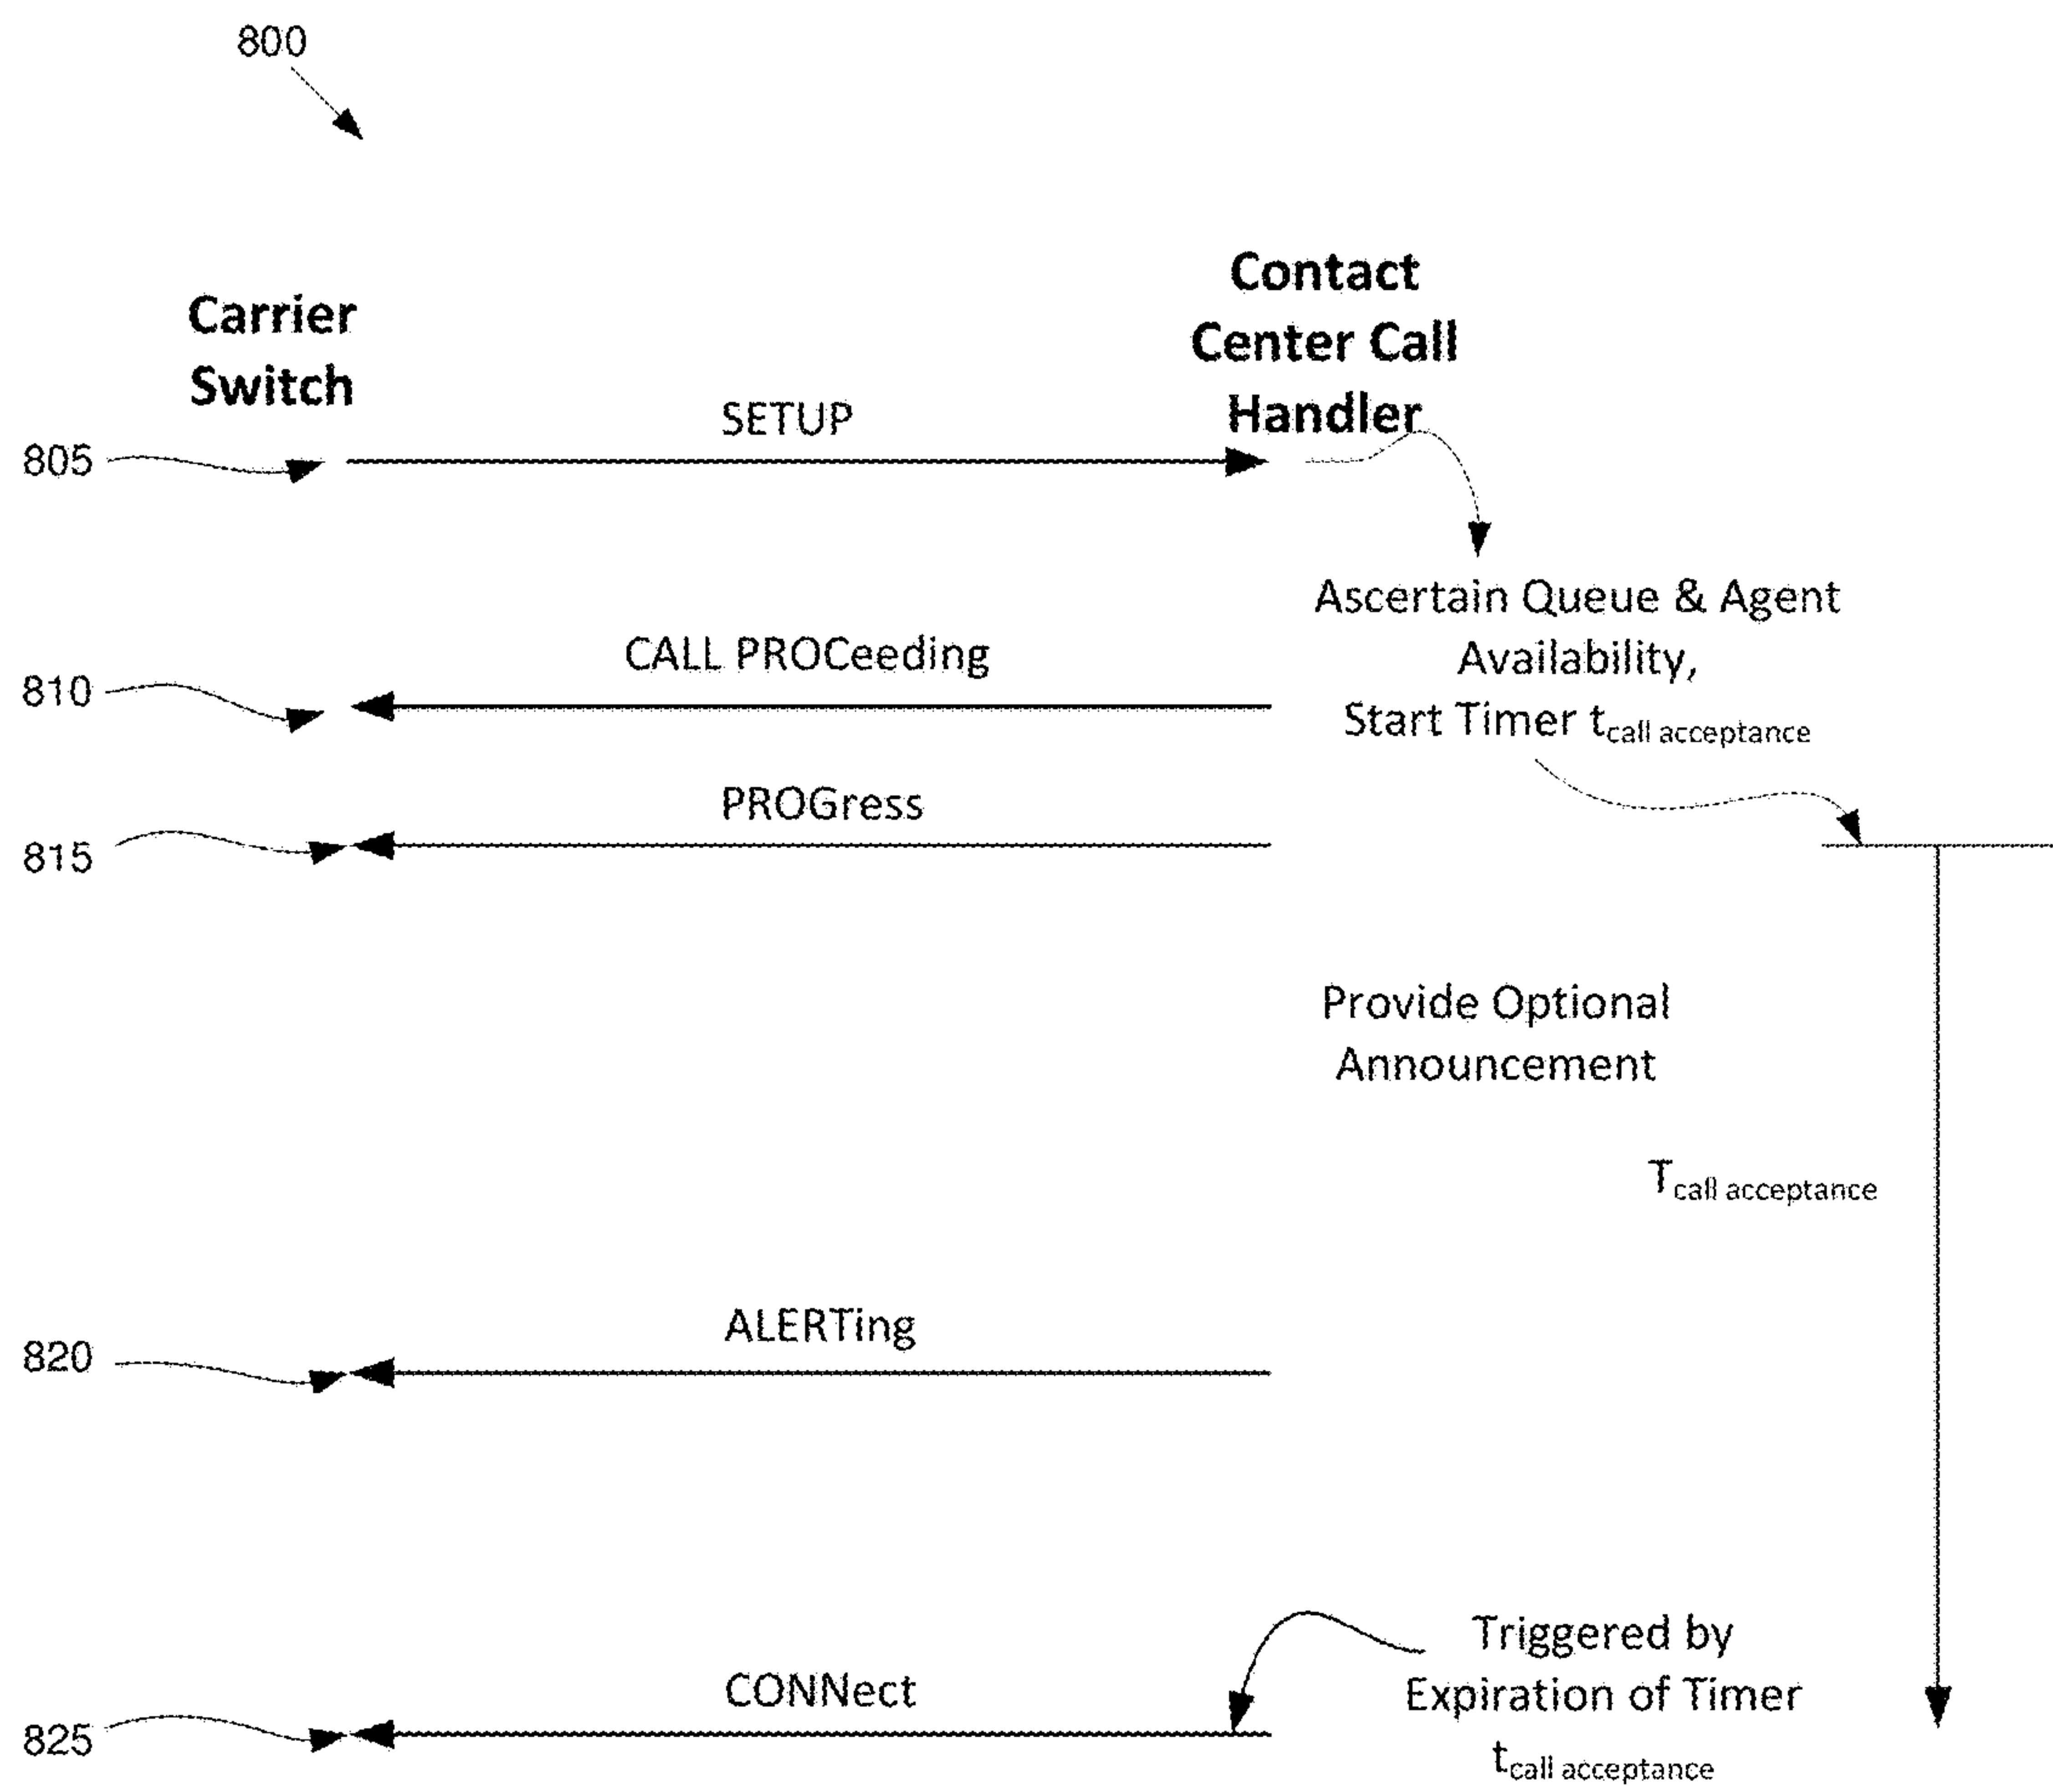 800
Contact
Center Call
Handler
Carrier
Switch
SETUP
805
Ascertain Queue & Agent
Availability,
Start Timer tcall acceptance
CALL PROCeeding
810
PROGress
815
Provide Optional
Announcement
Tcall acceptance
ALERTing
820
Triggered by
Expiration of Timer
tcall acceptance
CONNect
825